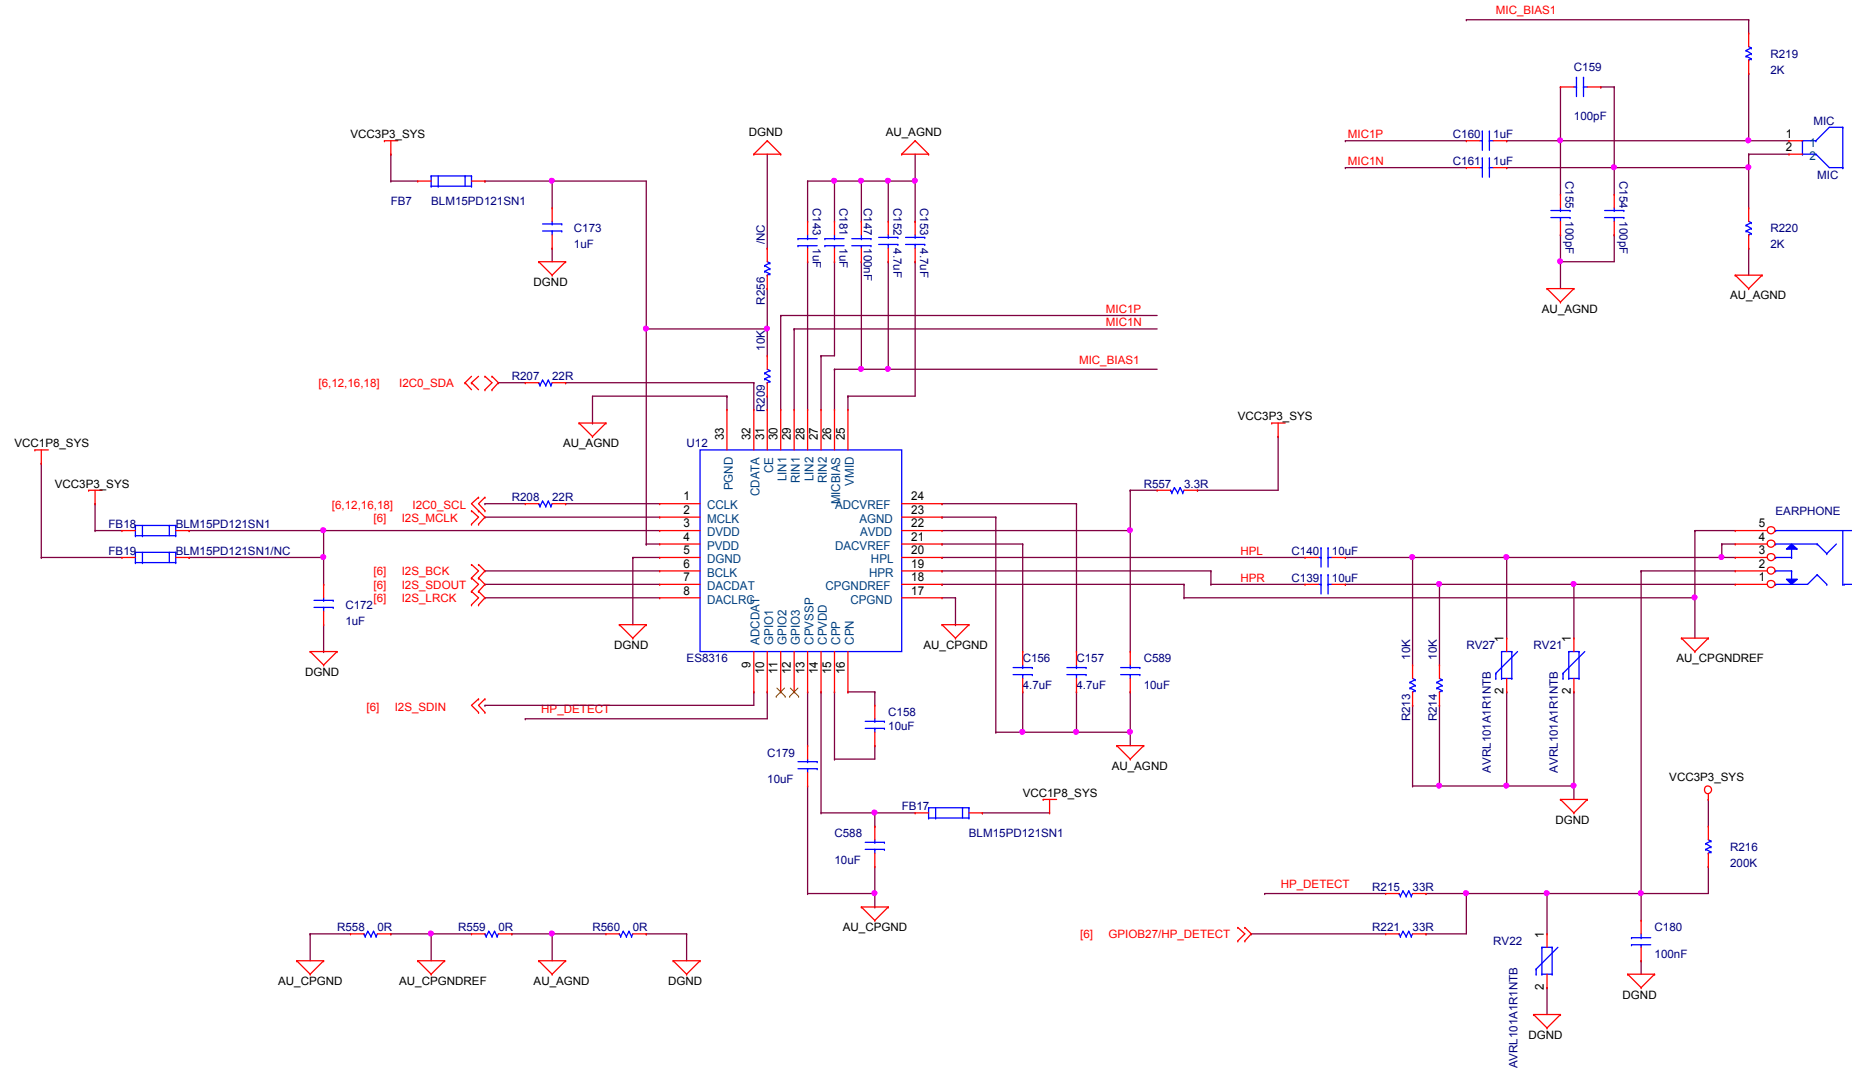 MIC_BIAS1
R219
2K
C159
100pF
MIC1P
C160
1uF
MIC1N
C161
1uF
1
2
MIC
1
2
MIC
C155
100pF
C154
100pF
R220
2K
AU_AGND
AU_AGND
VCC3P3_SYS
FB7
BLM15PD121SN1
C173
1uF
DGND
DGND
AU_AGND
/NC
R256
10K
R209
C143
1uF
C181
1uF
C147
100nF
C152
4.7uF
C153
4.7uF
MIC1P
MIC1N
MIC_BIAS1
[6,12,16,18]
I2C0_SDA
R207
22R
AU_AGND
VCC1P8_SYS
VCC3P3_SYS
FB18
BLM15PD121SN1
FB19
BLM15PD121SN1/NC
C172
1uF
DGND
[6,12,16,18]
I2C0_SCL
R208
22R
[6]
I2S_MCLK
[6]
I2S_BCK
[6]
I2S_SDOUT
[6]
I2S_LRCK
DGND
U12
33
32
31
30
29
28
27
26
25
PGND
CDATA
CE
LIN1
RIN1
LIN2
RIN2
MICBIAS
VMID
1
CCLK
2
MCLK
3
DVDD
4
PVDD
5
DGND
6
BCLK
7
DACDAT
8
DACLRC
24
ADCVREF
23
AGND
22
AVDD
21
DACVREF
20
HPL
19
HPR
18
CPGNDREF
17
CPGND
ADCDAT
GPIO1
GPIO2
GPIO3
CPVSSP
CPVDD
CPP
CPN
ES8316
9
10
11
12
13
14
15
16
[6]
I2S_SDIN
HP_DETECT
C158
10uF
C179
10uF
C588
10uF
FB17
BLM15PD121SN1
VCC1P8_SYS
AU_CPGND
AU_CPGND
VCC3P3_SYS
R557
3.3R
C156
4.7uF
C157
4.7uF
C589
10uF
AU_AGND
HPL
C140
10uF
HPR
C139
10uF
EARPHONE
5
4
3
2
1
AU_CPGNDREF
10K
R213
10K
R214
RV27
1
2
AVRL101A1R1NTB
RV21
1
2
AVRL101A1R1NTB
DGND
VCC3P3_SYS
R216
200K
HP_DETECT
R215
33R
[6]
GPIOB27/HP_DETECT
R221
33R
RV22
1
2
AVRL101A1R1NTB
DGND
C180
100nF
DGND
R558
0R
R559
0R
R560
0R
AU_CPGND
AU_CPGNDREF
AU_AGND
DGND